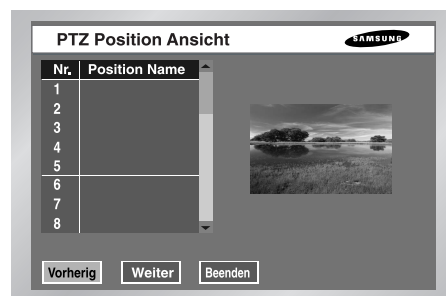 PTZ Position Ansicht
SAMSUNG
Nr. Position Name
1
2
3
4
5
6
7
8
Vorherig Weiter Beenden